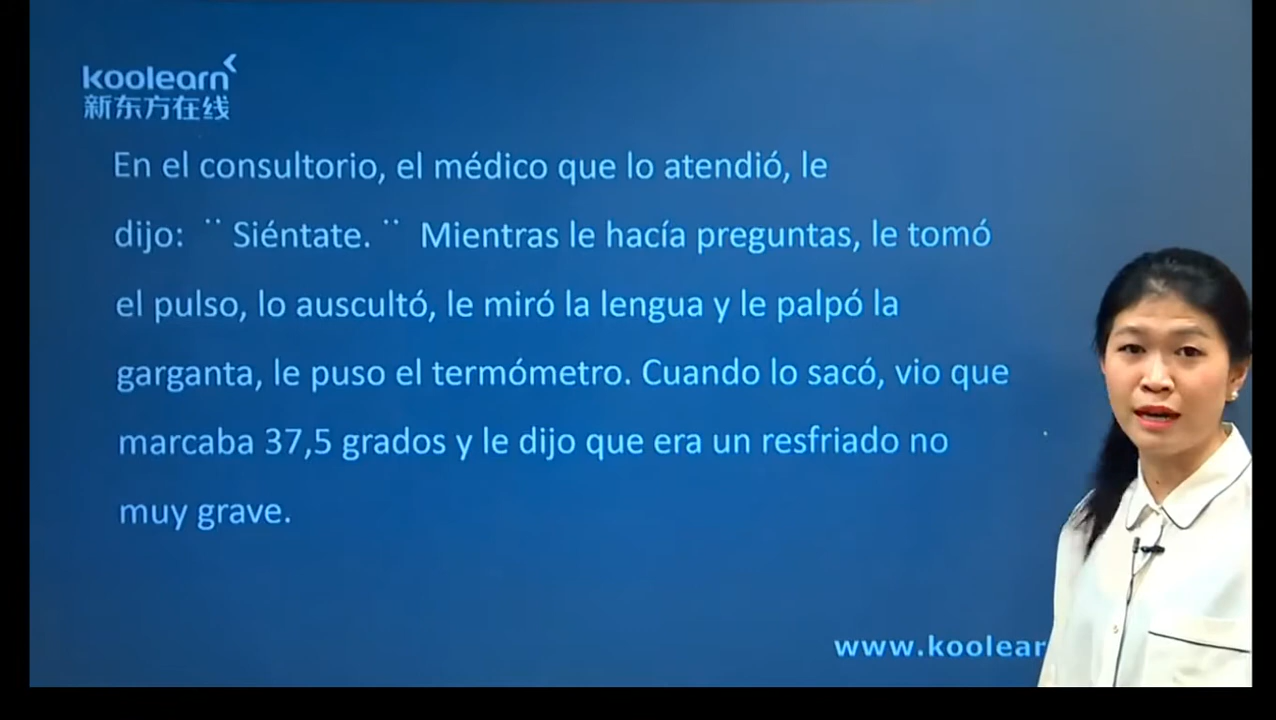 koolearn
新东方在线
En el consultorio, el médico que lo atendió, le
dijo: ¨ Siéntate. ¨ Mientras le hacía preguntas, le tomó
el pulso, lo auscultó, le miró la lengua y le palpó la
garganta, le puso el termómetro. Cuando lo sacó, vio que
marcaba 37,5 grados y le dijo que era un resfriado no
muy grave.
www.koolear